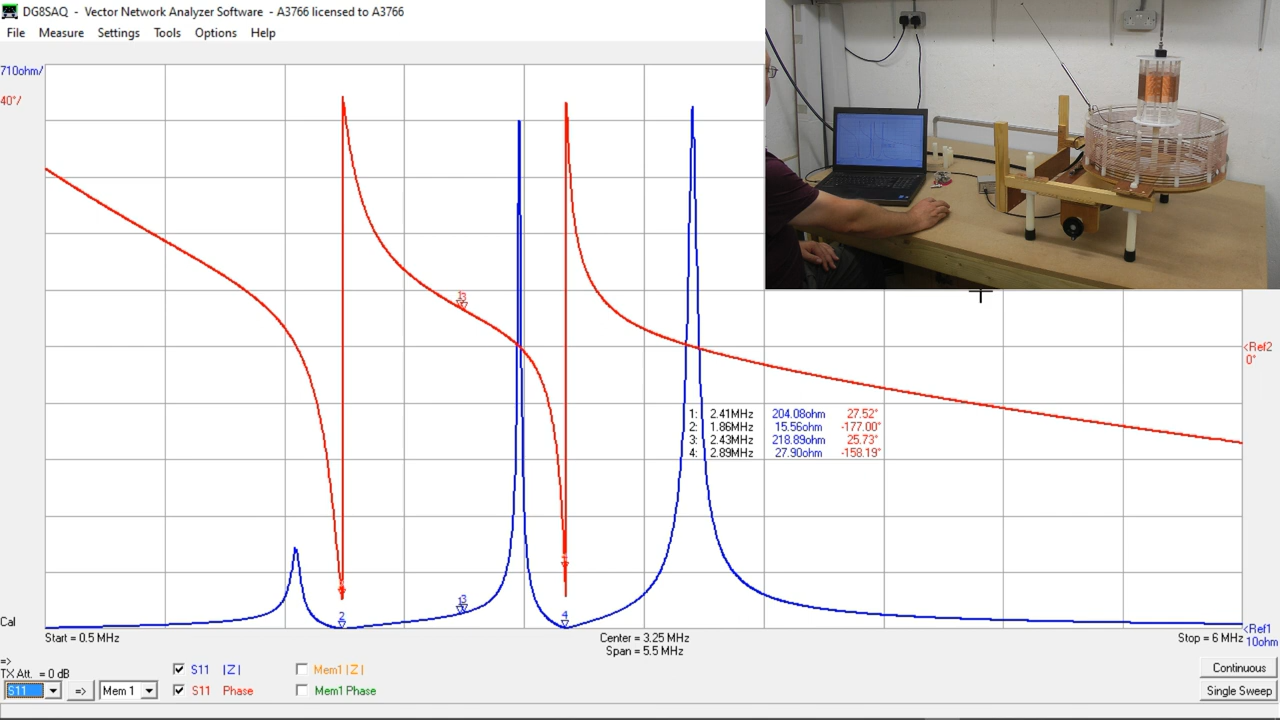 DG8SAQ - Vector Network Analyzer Software - A3766 licensed to A3766
File Measure Settings Tools Options Help
710ohm/
40°/
13
<Ref2
0°
1: 2.41MHz 204.08ohm 27.52°
2: 1.86MHz 15.56ohm -177.00°
3: 2.43MHz 218.89ohm 25.73°
4: 2.89MHz 27.90ohm -158.19°
13
2
4
Cal
<Ref1
10ohm
Start = 0.5 MHz
Center = 3.25 MHz
Stop = 6 MHz
Span = 5.5 MHz
=>
TX Att. = 0 dB
S11 |Z|
Mem1 |Z|
Continuous
S11 => Mem 1
S11 Phase
Mem1 Phase
Single Sweep